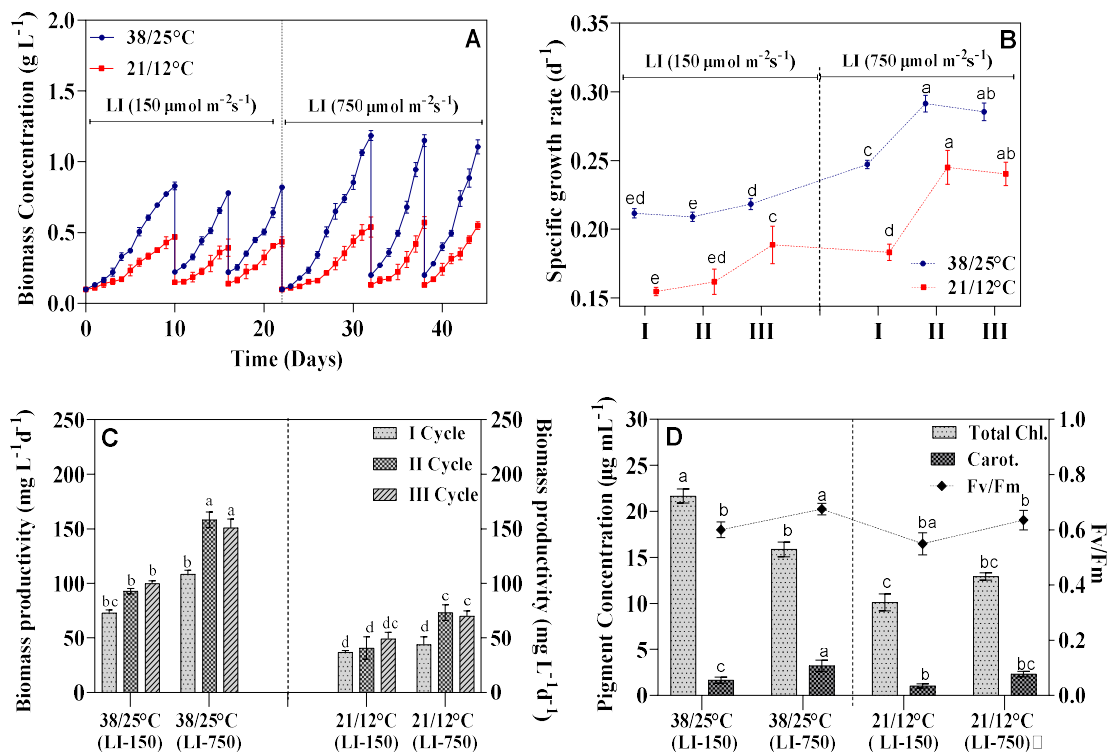 A
Biomass Concentration (g L⁻¹)
2.0
1.6
1.2
0.8
0.4
0.0
38/25°C
21/12°C
LI (150 µmol m⁻²s⁻¹)
LI (750 µmol m⁻²s⁻¹)
0
10
20
30
40
Time (Days)
B
Specific growth rate (d⁻¹)
0.30
0.25
0.20
0.15
LI (150 µmol m⁻²s⁻¹)
LI (750 µmol m⁻²s⁻¹)
ed
e
d
c
a
ab
e
ed
c
d
a
ab
38/25°C
21/12°C
I
II
III
I
II
III
C
Biomass productivity (mg L⁻¹d⁻¹)
250
200
150
100
50
0
I Cycle
II Cycle
III Cycle
bc
b
b
b
a
a
d
d
dc
d
c
c
250
200
150
100
50
0
Biomass productivity (mg L⁻¹d⁻¹)
38/25°C
(LI-150)
38/25°C
(LI-750)
21/12°C
(LI-150)
21/12°C
(LI-750)
D
Pigment Concentration (µg mL⁻¹)
30
25
20
15
10
5
0
Total Chl.
Carot.
Fv/Fm
a
b
c
b
a
a
c
ba
b
bc
b
bc
1.0
0.8
0.6
0.4
0.2
0.0
Fv/Fm
38/25°C
(LI-150)
38/25°C
(LI-750)
21/12°C
(LI-150)
21/12°C
(LI-750)□